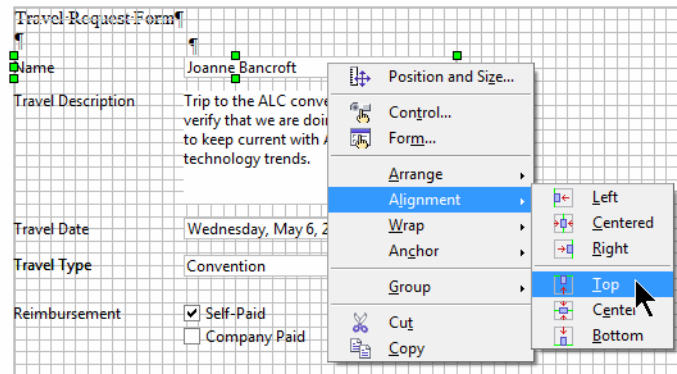 Travel Request Form¶
¶
¶
Name
Joanne Bancroft
Travel Description
Trip to the ALC conve
verify that we are doi
to keep current with A
technology trends.
Travel Date
Wednesday, May 6, 2
Travel Type
Convention
Reimbursement
Self-Paid
Company Paid
Position and Size...
Control...
Form...
Arrange
Alignment
Wrap
Anchor
Group
Cut
Copy
Left
Centered
Right
Top
Center
Bottom